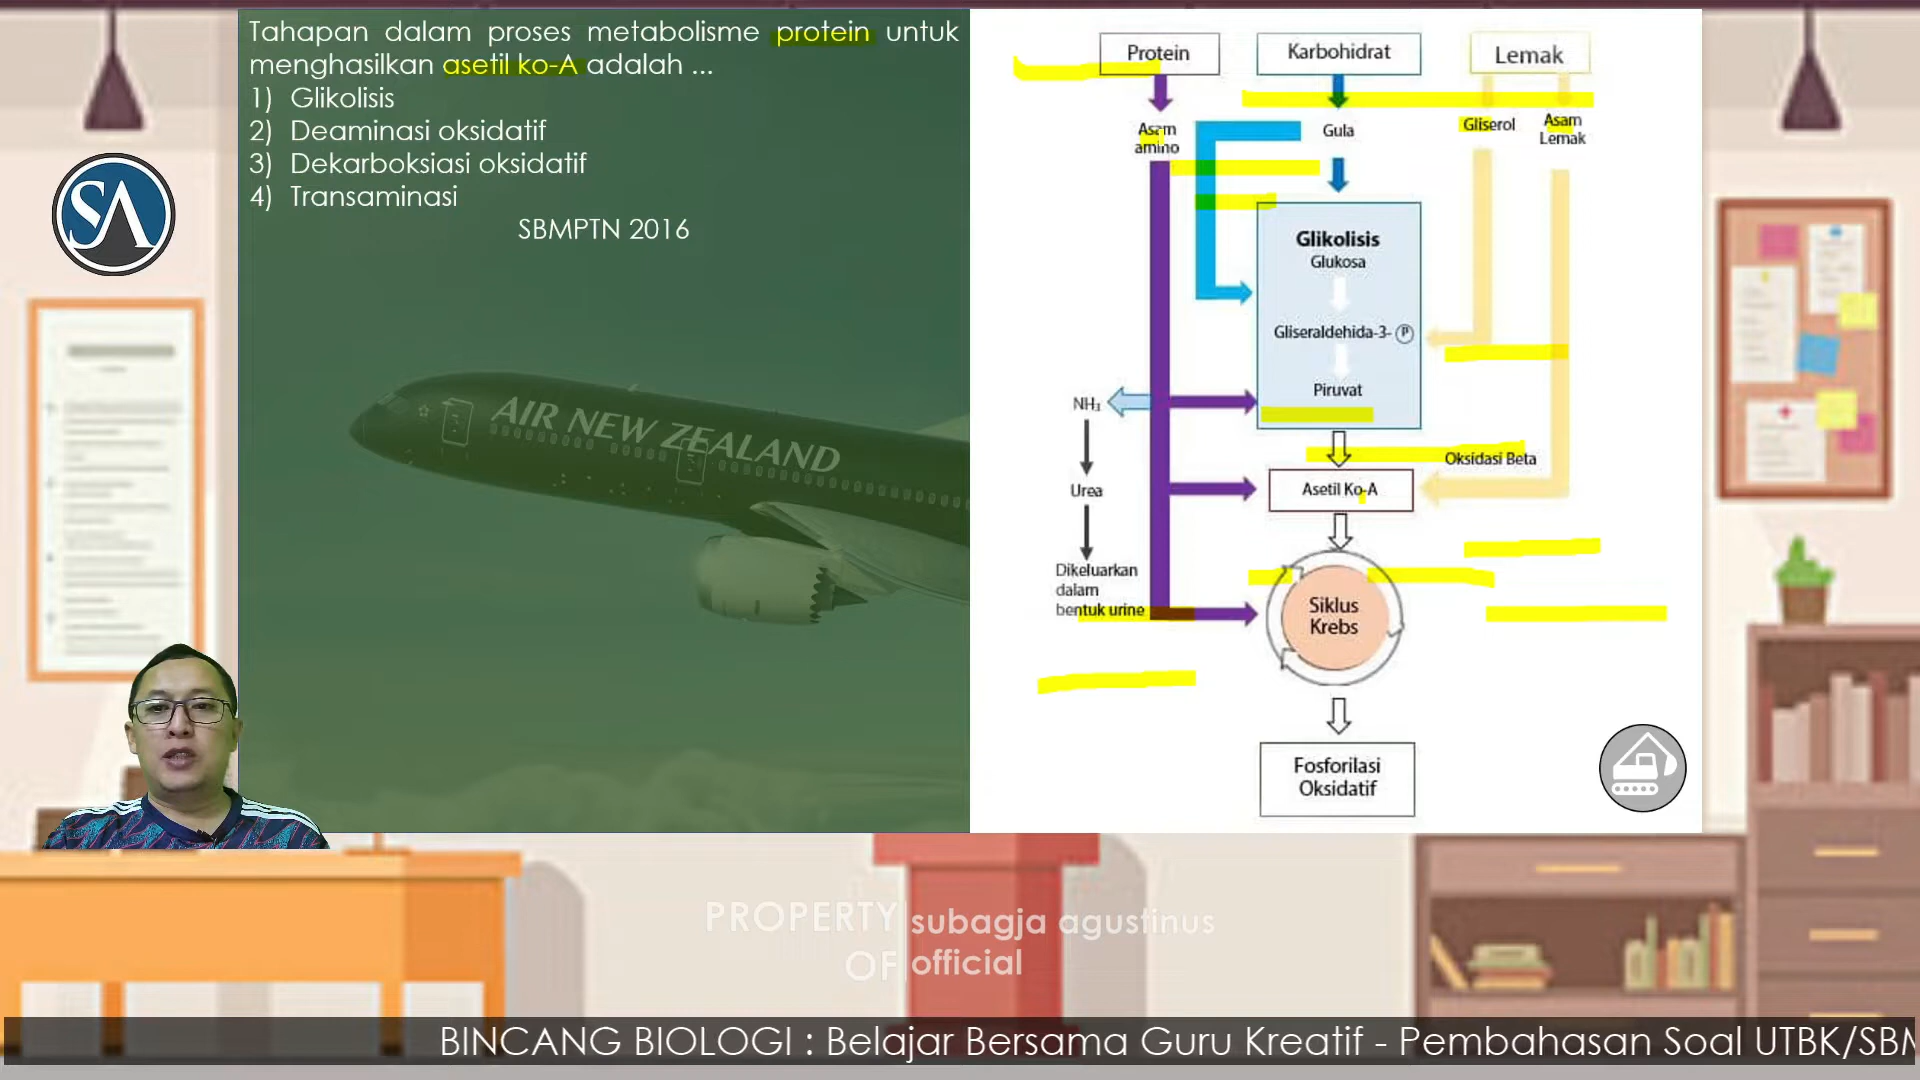 Tahapan dalam proses metabolisme protein untuk
menghasilkan asetil ko-A adalah ...
1) Glikolisis
2) Deaminasi oksidatif
3) Dekarboksiasi oksidatif
4) Transaminasi
SBMPTN 2016
SA
AIR NEW ZEALAND
Protein
Karbohidrat
Lemak
Asam
amino
Gula
Gliserol
Asam
Lemak
Glikolisis
Glukosa
Gliseraldehida-3- P
Piruvat
NH₃
Oksidasi Beta
Asetil Ko-A
Urea
Dikeluarkan
dalam
bentuk urine
Siklus
Krebs
Fosforilasi
Oksidatif
PROPERTY
OF
subagja agustinus
official
BINCANG BIOLOGI : Belajar Bersama Guru Kreatif - Pembahasan Soal UTBK/SBM